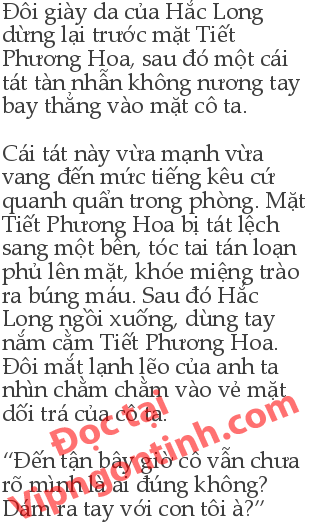 Đôi giày da của Hắc Long
dừng lại trước mặt Tiết
Phương Hoa, sau đó một cái
tát tàn nhẫn không nương tay
bay thẳng vào mặt cô ta.
Cái tát này vừa mạnh vừa
vang đến mức tiếng kêu cứ
quanh quẩn trong phòng. Mặt
Tiết Phương Hoa bị tát lệch
sang một bên, tóc tai tán loạn
phủ lên mặt, khóe miệng trào
ra búng máu. Sau đó Hắc
Long ngồi xuống, dùng tay
nắm cằm Tiết Phương Hoa.
Đôi mắt lạnh lẽo của anh ta
nhìn chằm chằm vào vẻ mặt
dối trá của cô ta.
Đọc tại
Vipngontinh.com
“Đến tận bây giờ cô vẫn chưa
rõ mình là ai đúng không?
Dám ra tay với con tôi à?”